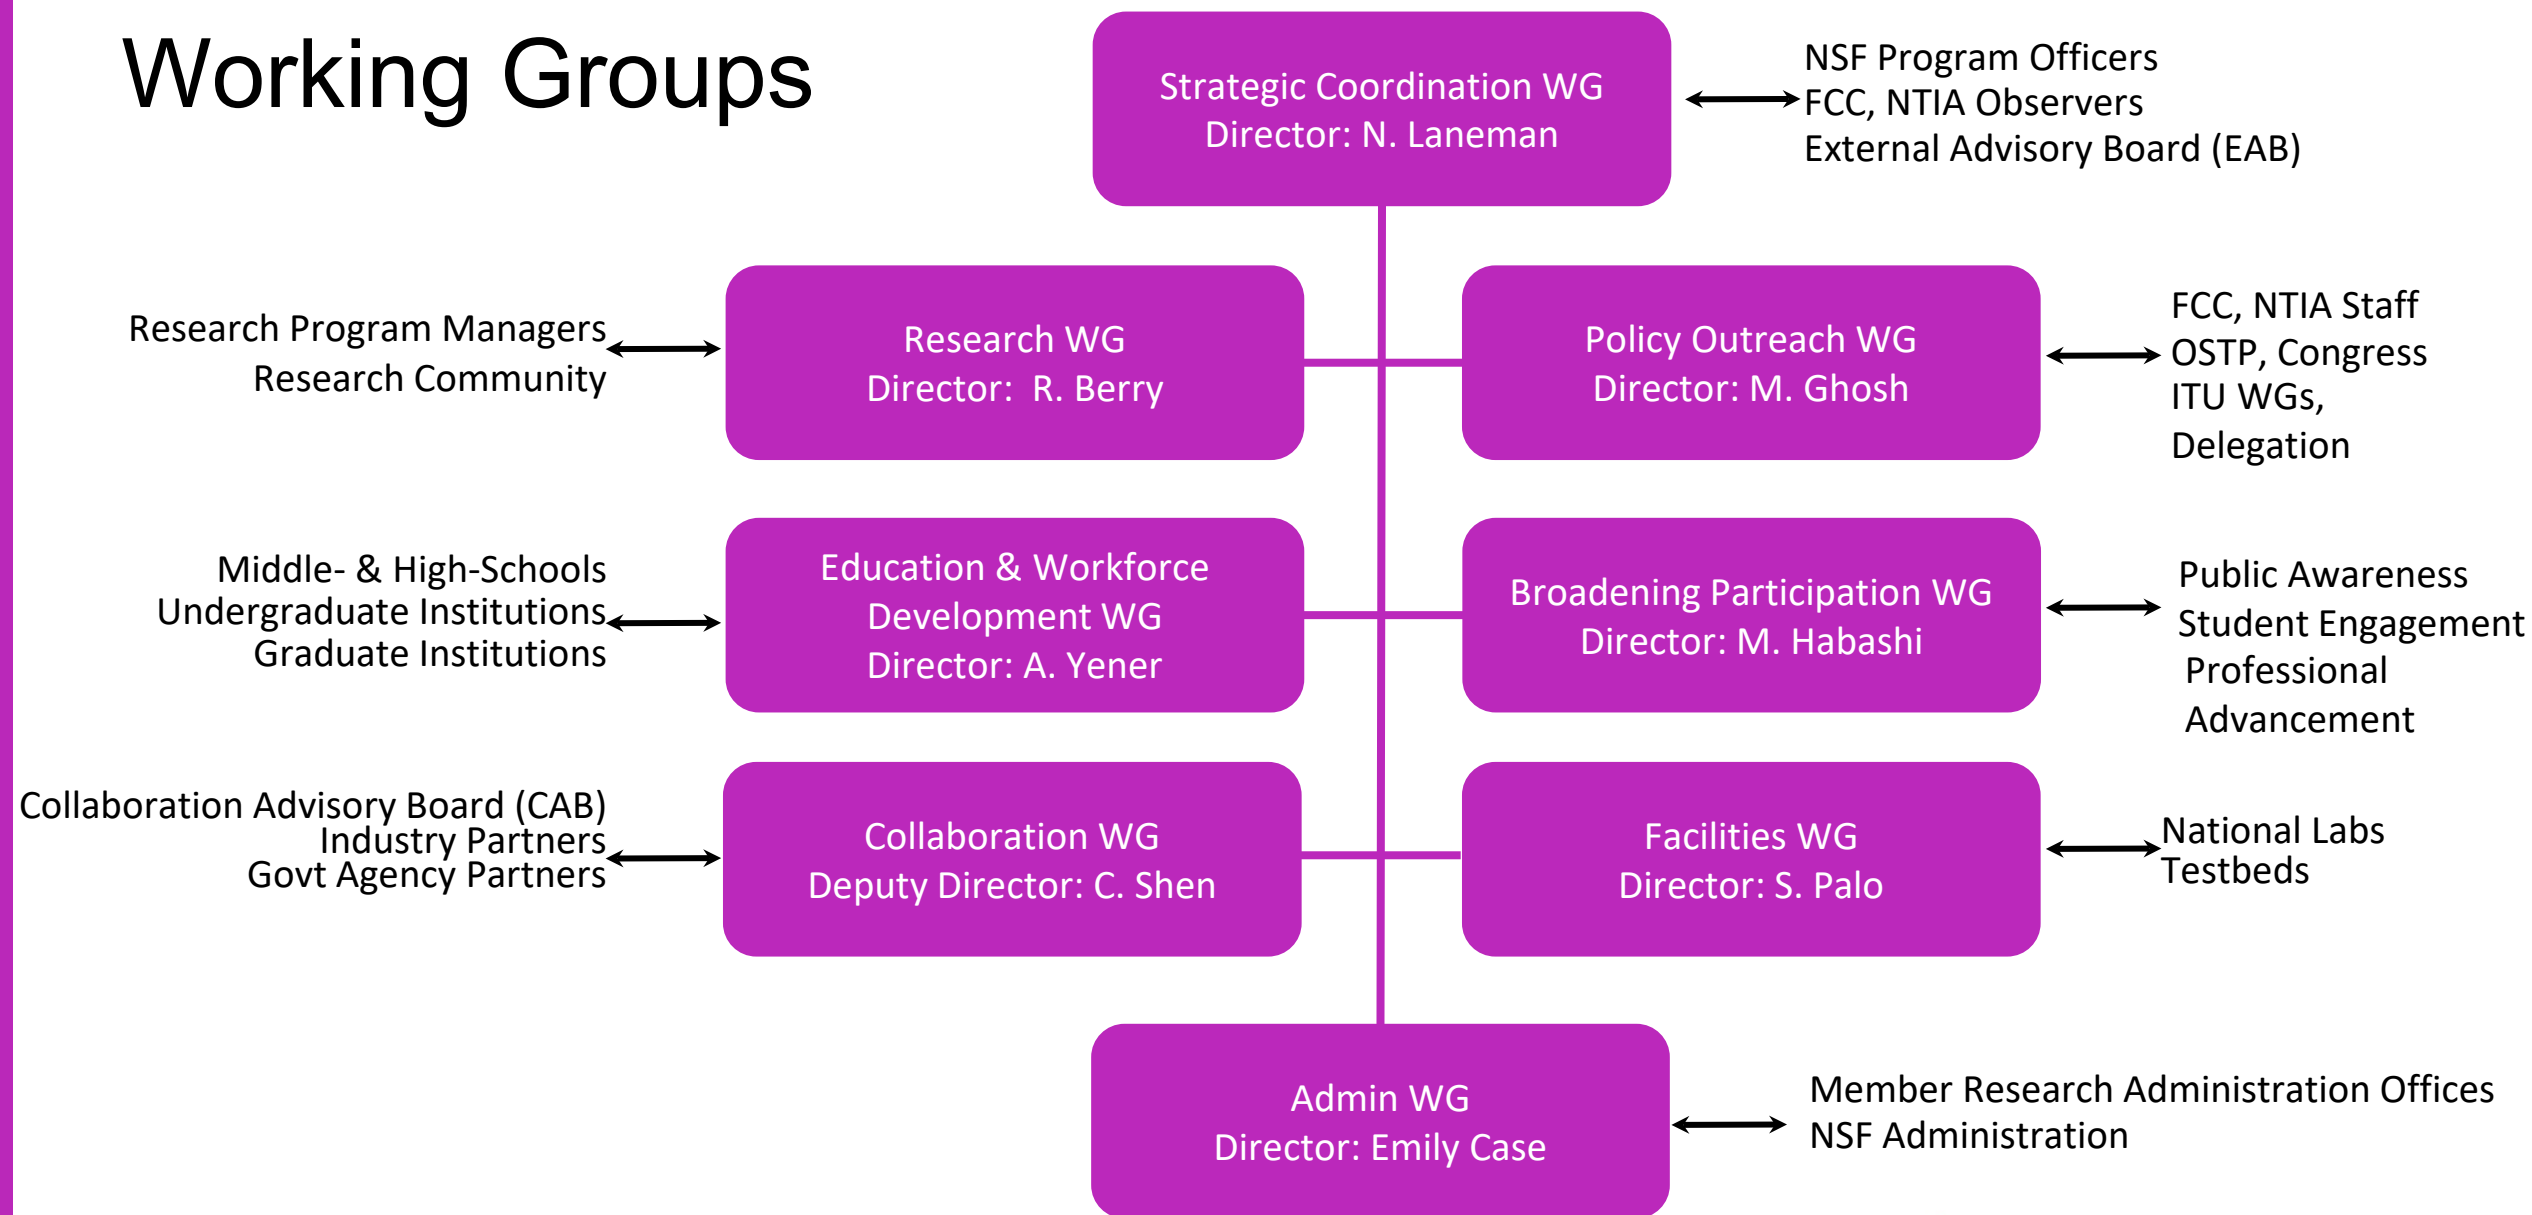 Working Groups
Strategic Coordination WG
Director: N. Laneman
NSF Program Officers
FCC, NTIA Observers
External Advisory Board (EAB)
Research Program Managers
Research Community
Research WG
Director:  R. Berry
Policy Outreach WG
Director: M. Ghosh
FCC, NTIA Staff
OSTP, Congress
ITU WGs,
Delegation
Middle- & High-Schools
Undergraduate Institutions
Graduate Institutions
Education & Workforce
Development WG
Director: A. Yener
Broadening Participation WG
Director: M. Habashi
Public Awareness
Student Engagement
Professional
Advancement
Collaboration Advisory Board (CAB)
Industry Partners
Govt Agency Partners
Collaboration WG
Deputy Director: C. Shen
Facilities WG
Director: S. Palo
National Labs
Testbeds
Admin WG
Director: Emily Case
Member Research Administration Offices
NSF Administration